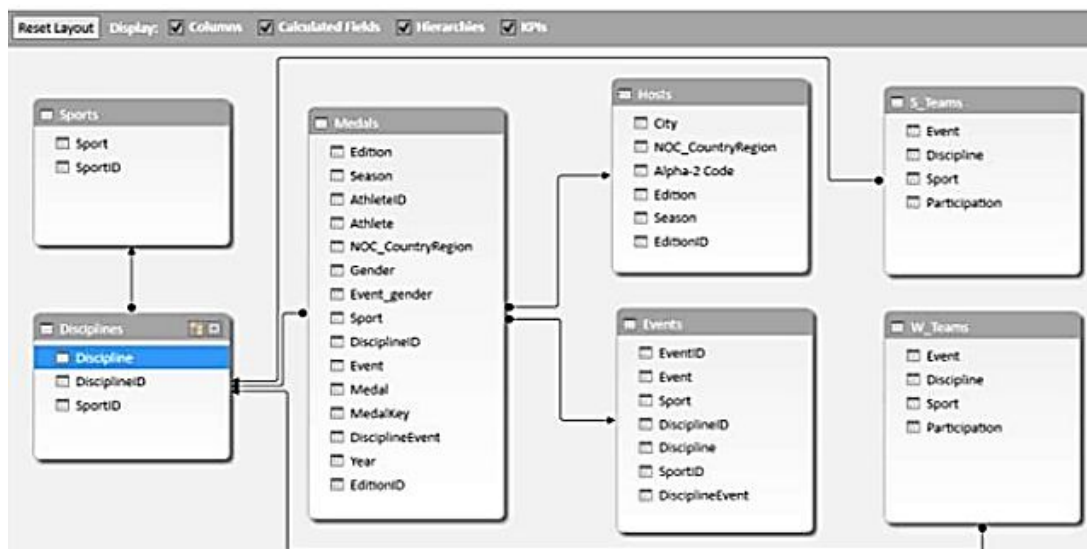 Reset Layout Display: Columns Calculated Fields Hierarchies KPIs
Sports
Sport
SportID
Disciplines
Discipline
DisciplineID
SportID
Medals
Edition
Season
AthleteID
Athlete
NOC_CountryRegion
Gender
Event_gender
Sport
DisciplineID
Event
Medal
MedalKey
DisciplineEvent
Year
EditionID
Hosts
City
NOC_CountryRegion
Alpha-2 Code
Edition
Season
EditionID
Events
EventID
Event
Sport
DisciplineID
Discipline
SportID
DisciplineEvent
S_Teams
Event
Discipline
Sport
Participation
W_Teams
Event
Discipline
Sport
Participation